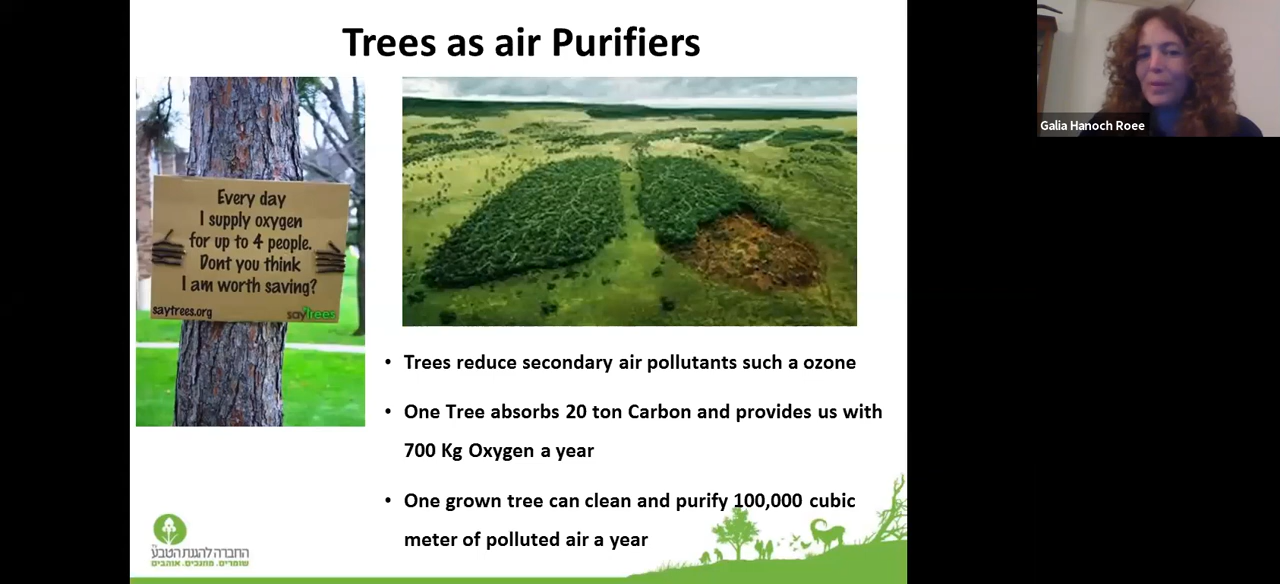 Trees as air Purifiers
Every day
I supply oxygen
for up to 4 people.
Dont you think
I am worth saving?
saytrees.org
sayTrees
• Trees reduce secondary air pollutants such a ozone
• One Tree absorbs 20 ton Carbon and provides us with
700 Kg Oxygen a year
• One grown tree can clean and purify 100,000 cubic
meter of polluted air a year
החברה להגנת הטבע
שומרים. מחנכים. אוהבים.
Galia Hanoch Roee